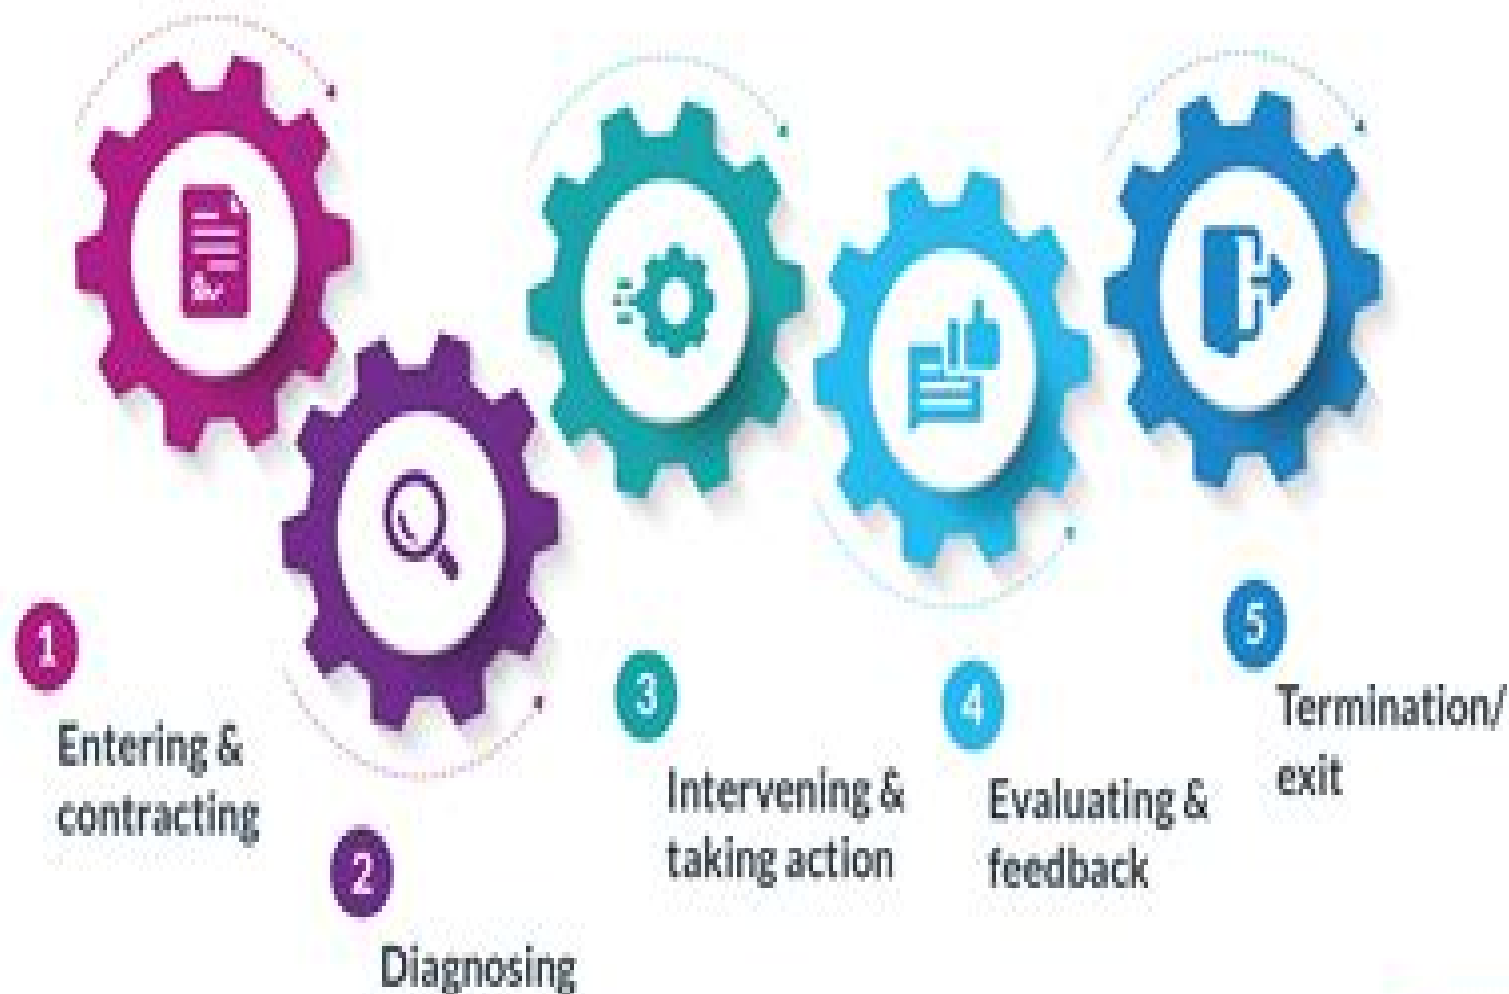 1
Entering &
contracting
2
Diagnosing
3
Intervening &
taking action
4
Evaluating &
feedback
5
Termination/
exit